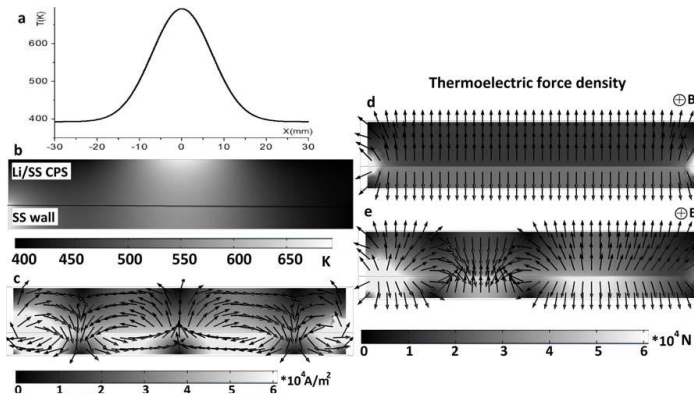 a
T(K)
600
500
400
-30 -20 -10 0 10 20 30
X(mm)
b
Li/SS CPS
SS wall
400 450 500 550 600 650 K
c
0 1 2 3 4 5 6 *10⁴A/m²
Thermoelectric force density
d
⊕B
e
⊕B
0 1 2 3 4 5 6 *10⁴ N